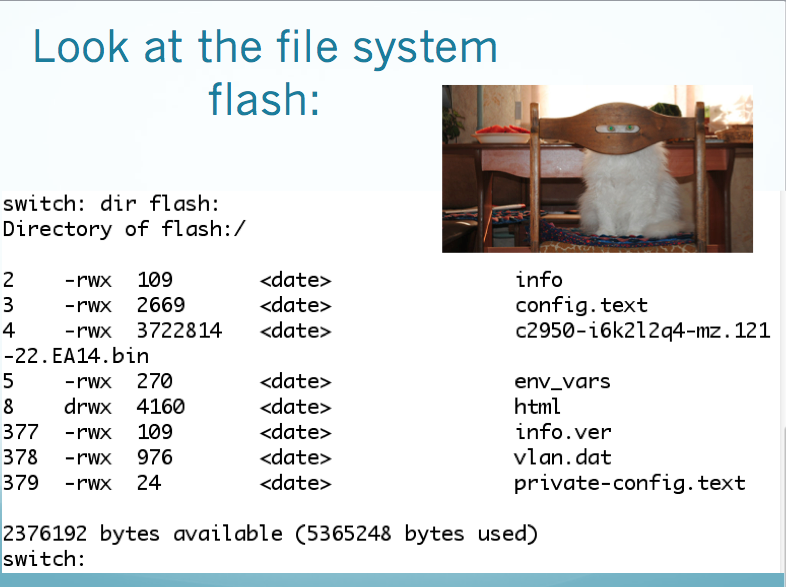 Look at the file system
flash:
switch: dir flash:
Directory of flash:/
2 -rwx 109 <date> info
3 -rwx 2669 <date> config.text
4 -rwx 3722814 <date> c2950-i6k2l2q4-mz.121
-22.EA14.bin
5 -rwx 270 <date> env_vars
8 drwx 4160 <date> html
377 -rwx 109 <date> info.ver
378 -rwx 976 <date> vlan.dat
379 -rwx 24 <date> private-config.text
2376192 bytes available (5365248 bytes used)
switch: